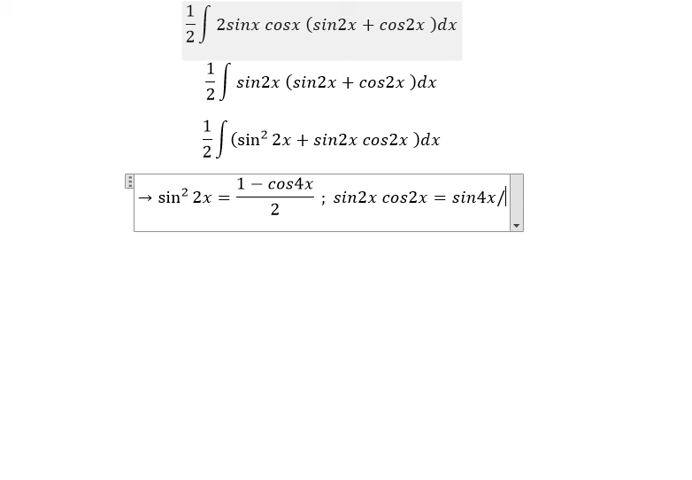 1/2 ∫ 2sinx cosx (sin2x + cos2x )dx
1/2 ∫ sin2x (sin2x + cos2x )dx
1/2 ∫ (sin² 2x + sin2x cos2x )dx
→ sin² 2x = (1 − cos4x)/2 ; sin2x cos2x = sin4x/